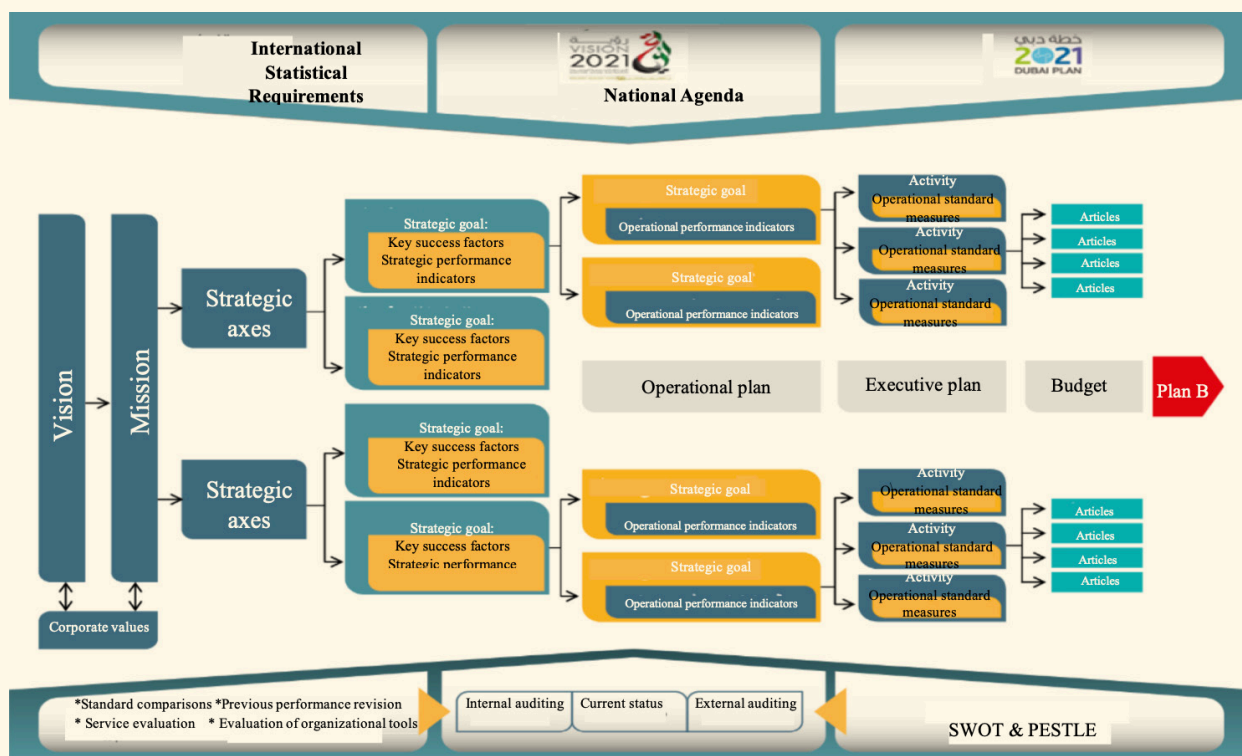 International
Statistical
Requirements
رؤية
VISION
2021
National Agenda
خطة دبي
2021
DUBAI PLAN
Vision
Mission
Corporate values
Strategic
axes
Strategic goal:
Key success factors
Strategic performance
indicators
Strategic goal:
Key success factors
Strategic performance
indicators
Strategic goal
Operational performance indicators
Strategic goal
Operational performance indicators
Activity
Operational standard
measures
Activity
Operational standard
measures
Activity
Operational standard
measures
Articles
Articles
Articles
Articles
Operational plan
Executive plan
Budget
Plan B
Strategic
axes
Strategic goal:
Key success factors
Strategic performance
indicators
Strategic goal:
Key success factors
Strategic performance
Strategic goal
Operational performance indicators
Strategic goal
Operational performance indicators
Activity
Operational standard
measures
Activity
Operational standard
measures
Activity
Operational standard
measures
Articles
Articles
Articles
Articles
*Standard comparisons *Previous performance revision
* Service evaluation * Evaluation of organizational tools
Internal auditing
Current status
External auditing
SWOT & PESTLE